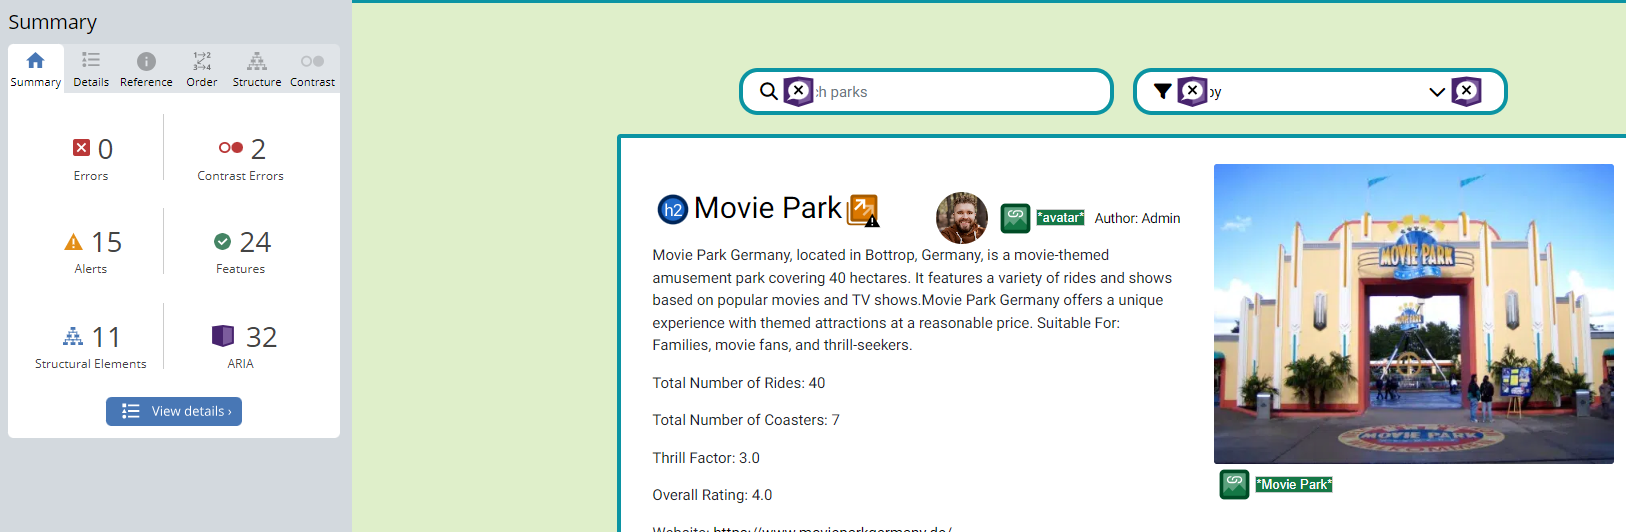 Summary
Summary
Details
Reference
Order
Structure
Contrast
0
Errors
2
Contrast Errors
15
Alerts
24
Features
11
Structural Elements
32
ARIA
View details ›
h parks
by
h2 Movie Park
*avatar* Author: Admin
Movie Park Germany, located in Bottrop, Germany, is a movie-themed
amusement park covering 40 hectares. It features a variety of rides and shows
based on popular movies and TV shows.Movie Park Germany offers a unique
experience with themed attractions at a reasonable price. Suitable For:
Families, movie fans, and thrill-seekers.
Total Number of Rides: 40
Total Number of Coasters: 7
Thrill Factor: 3.0
Overall Rating: 4.0
Website: https://www.movieparkgermany.de/
MOVIE PARK
MOVIE PARK
*Movie Park*